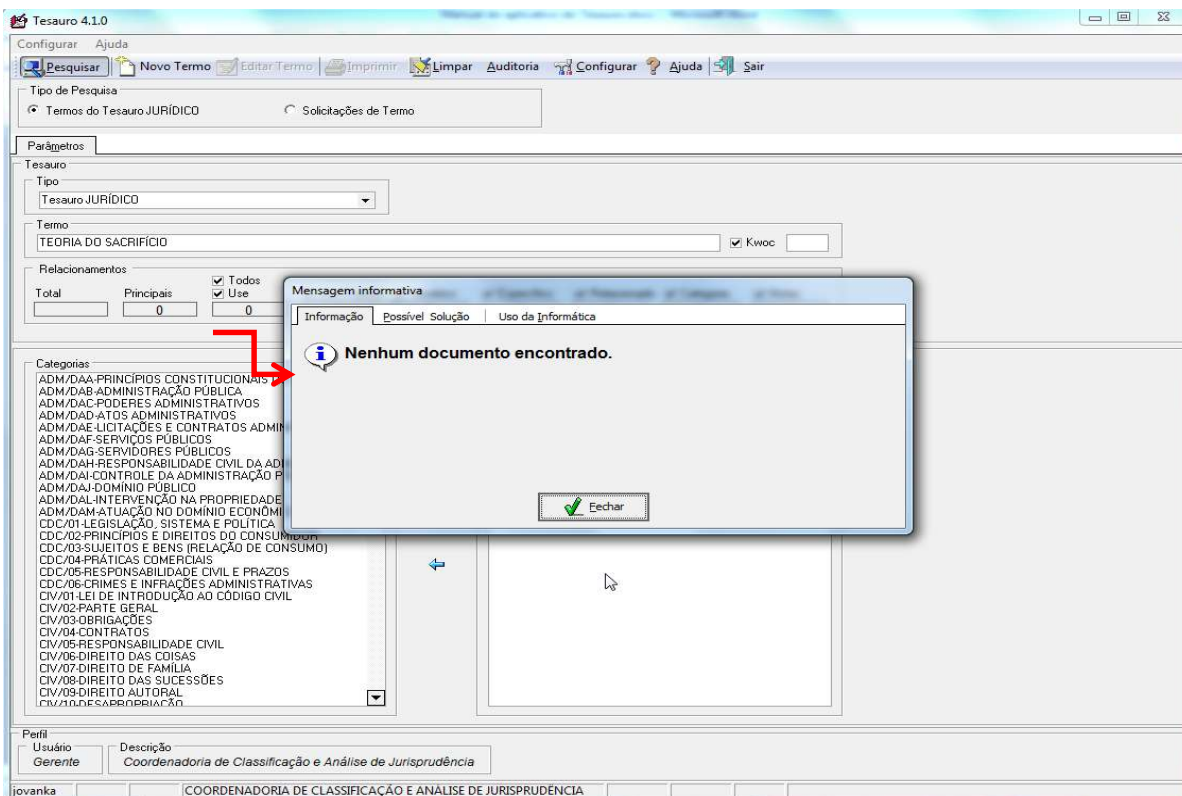 Tesauro 4.1.0
Configurar Ajuda
Pesquisar Novo Termo Editar Termo Imprimir Limpar Auditoria Configurar Ajuda Sair
Tipo de Pesquisa
Termos do Tesauro JURÍDICO Solicitações de Termo
Parâmetros
Tesauro
Tipo
Tesauro JURÍDICO
Termo
TEORIA DO SACRIFÍCIO Kwoc
Relacionamentos
Todos
Total Principais Use
0 0
Mensagem informativa
Informação Possível Solução Uso da Informática
Nenhum documento encontrado.
Fechar
Categorias
ADM/DAA-PRINCÍPIOS CONSTITUCIONAIS
ADM/DAB-ADMINISTRAÇÃO PÚBLICA
ADM/DAC-PODERES ADMINISTRATIVOS
ADM/DAD-ATOS ADMINISTRATIVOS
ADM/DAE-LICITAÇÕES E CONTRATOS ADMIN
ADM/DAF-SERVIÇOS PÚBLICOS
ADM/DAG-SERVIDORES PÚBLICOS
ADM/DAH-RESPONSABILIDADE CIVIL DA AD
ADM/DAI-CONTROLE DA ADMINISTRAÇÃO P
ADM/DAJ-DOMÍNIO PÚBLICO
ADM/DAL-INTERVENÇÃO NA PROPRIEDADE
ADM/DAM-ATUAÇÃO NO DOMÍNIO ECONÔMI
CDC/01-LEGISLAÇÃO, SISTEMA E POLÍTICA
CDC/02-PRINCÍPIOS E DIREITOS DO CONSUMIDOR
CDC/03-SUJEITOS E BENS (RELAÇÃO DE CONSUMO)
CDC/04-PRÁTICAS COMERCIAIS
CDC/05-RESPONSABILIDADE CIVIL E PRAZOS
CDC/06-CRIMES E INFRAÇÕES ADMINISTRATIVAS
CIV/01-LEI DE INTRODUÇÃO AO CÓDIGO CIVIL
CIV/02-PARTE GERAL
CIV/03-OBRIGAÇÕES
CIV/04-CONTRATOS
CIV/05-RESPONSABILIDADE CIVIL
CIV/06-DIREITO DAS COISAS
CIV/07-DIREITO DE FAMÍLIA
CIV/08-DIREITO DAS SUCESSÕES
CIV/09-DIREITO AUTORAL
CIV/10-DESAPROPRIAÇÃO
Perfil
Usuário Descrição
Gerente Coordenadoria de Classificação e Análise de Jurisprudência
jovanka COORDENADORIA DE CLASSIFICAÇÃO E ANÁLISE DE JURISPRUDÊNCIA